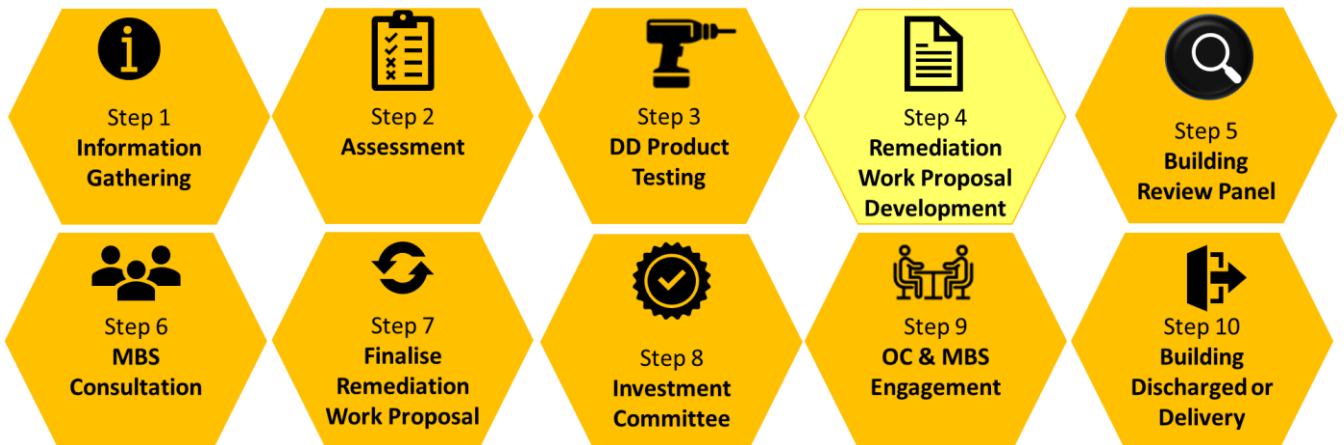 Step 1
Information
Gathering
Step 2
Assessment
Step 3
DD Product
Testing
Step 4
Remediation
Work Proposal
Development
Step 5
Building
Review Panel
Step 6
MBS
Consultation
Step 7
Finalise
Remediation
Work Proposal
Step 8
Investment
Committee
Step 9
OC & MBS
Engagement
Step 10
Building
Discharged or
Delivery